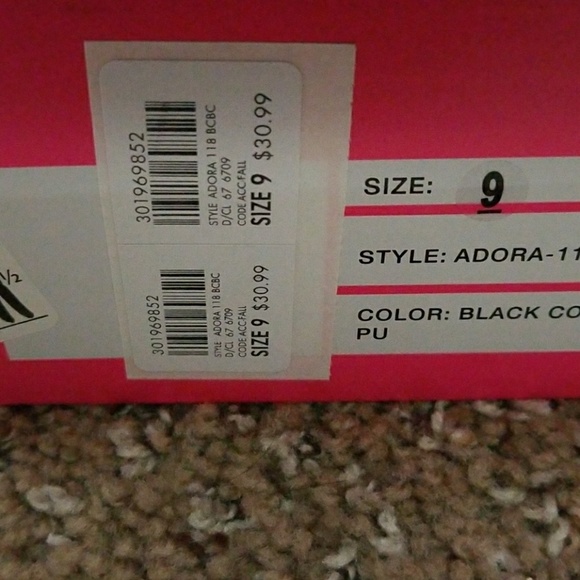 301969852
STYLE ADORA 118 BCBC
D/CL 67 6709
CODE ACC FALL
SIZE 9 $30.99
301969852
STYLE ADORA 118 BCBC
D/CL 67 6709
CODE ACC FALL
SIZE 9 $30.99
SIZE: 9
STYLE: ADORA-11
COLOR: BLACK CO
PU
1/2